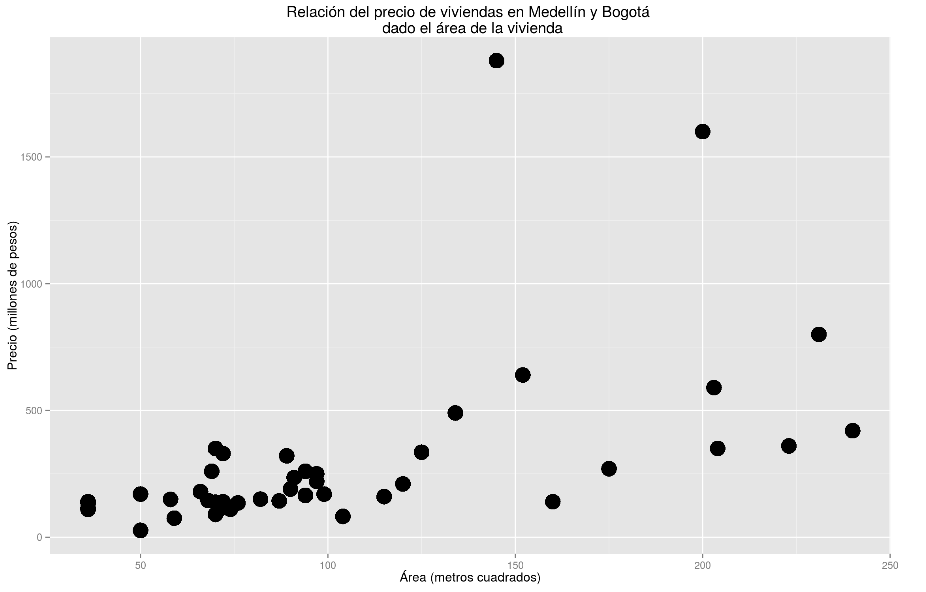 Relación del precio de viviendas en Medellín y Bogotá
dado el área de la vivienda
Precio (millones de pesos)
1500
1000
500
0
50
100
150
200
250
Área (metros cuadrados)